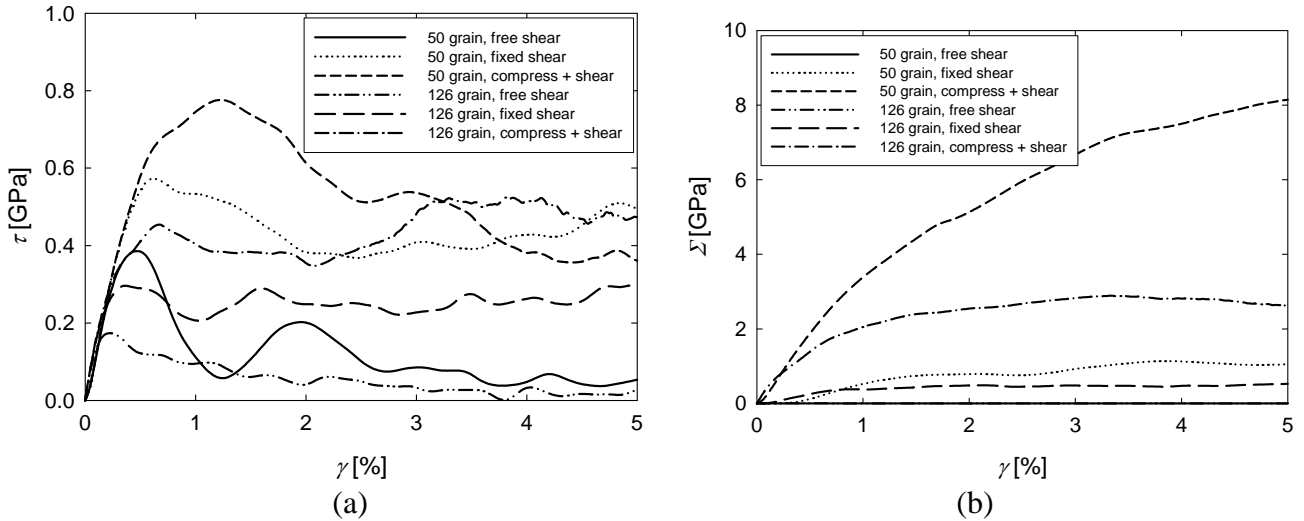 1.0
0.8
0.6
0.4
0.2
0.0
τ [GPa]
50 grain, free shear
50 grain, fixed shear
50 grain, compress + shear
126 grain, free shear
126 grain, fixed shear
126 grain, compress + shear
0 1 2 3 4 5
γ [%]
(a)
10
8
6
4
2
0
Σ [GPa]
50 grain, free shear
50 grain, fixed shear
50 grain, compress + shear
126 grain, free shear
126 grain, fixed shear
126 grain, compress + shear
0 1 2 3 4 5
γ [%]
(b)